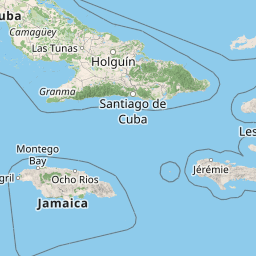 uba
Camagüey
Las Tunas
Holguín
Granma
Santiago de
Cuba
Les
Montego
Bay
gril
Ocho Rios
Jérémie
Jamaica